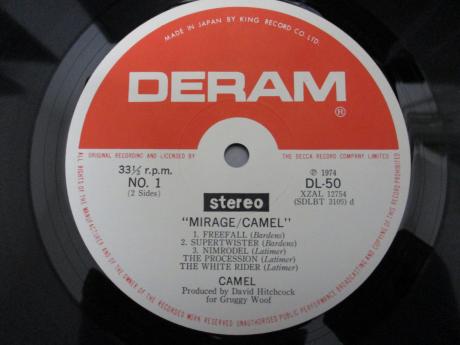 MADE IN JAPAN BY KING RECORD CO. LTD.
DERAM
®
ORIGINAL RECORDING AND LICENSED BY THE DECCA RECORD COMPANY LIMITED
33⅓ r.p.m.
NO. 1
(2 Sides)
stereo
℗ 1974
DL-50
XZAL 12754
(SDLBT 3105) d
"MIRAGE/CAMEL"
1. FREEFALL (Bardens)
2. SUPERTWISTER (Bardens)
3. NIMRODEL (Latimer)
THE PROCESSION (Latimer)
THE WHITE RIDER (Latimer)
CAMEL
Produced by David Hitchcock
for Gruggy Woof
ALL RIGHTS OF THE MANUFACTURER AND OF THE OWNER OF THE RECORDED WORK RESERVED UNAUTHORISED PUBLIC PERFORMANCE BROADCASTING AND COPYING OF THIS RECORD PROHIBITED